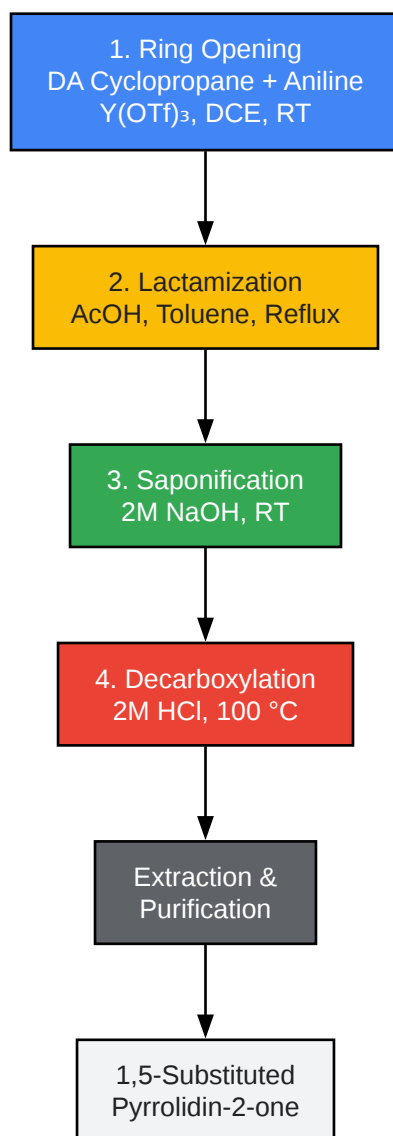 1. Ring Opening
DA Cyclopropane + Aniline
Y(OTf)₃, DCE, RT
2. Lactamization
AcOH, Toluene, Reflux
3. Saponification
2M NaOH, RT
4. Decarboxylation
2M HCl, 100 °C
Extraction &
Purification
1,5-Substituted
Pyrrolidin-2-one